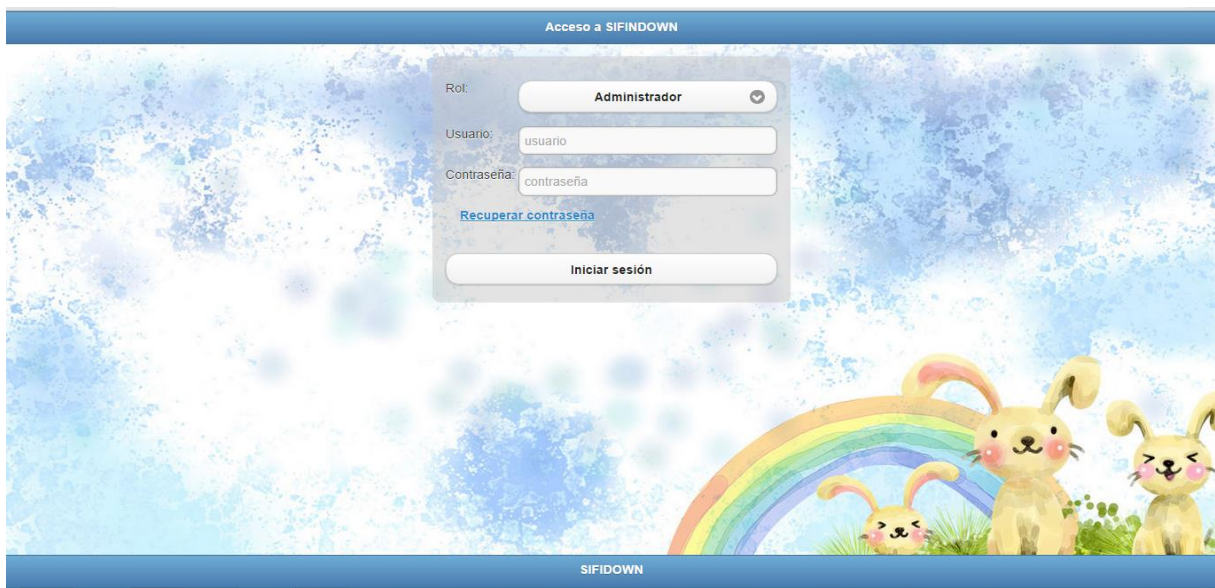 Acceso a SIFINDOWN
Rol:
Administrador
Usuario:
usuario
Contraseña:
contraseña
Recuperar contraseña
Iniciar sesión
SIFIDOWN